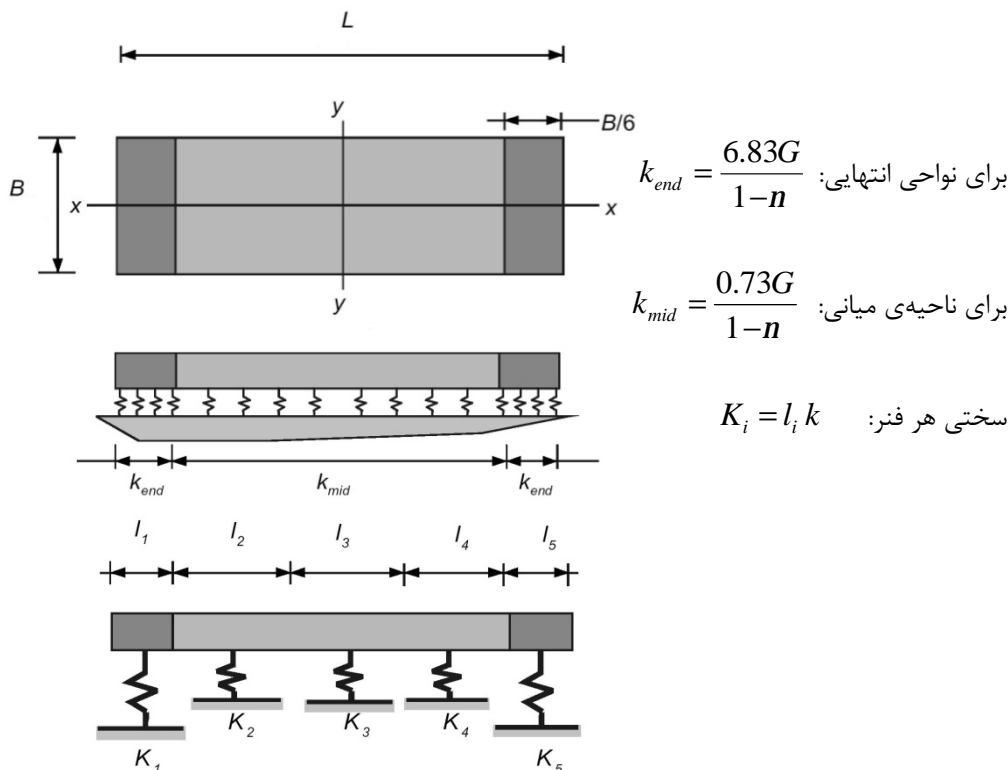 L
y
B/6
B
x
x
y
برای نواحی انتهایی: k_end = 6.83G / 1−n
برای ناحیه‌ی میانی: k_mid = 0.73G / 1−n
سختی هر فنر: K_i = l_i k
k_end k_mid k_end
l_1 l_2 l_3 l_4 l_5
K_1 K_2 K_3 K_4 K_5